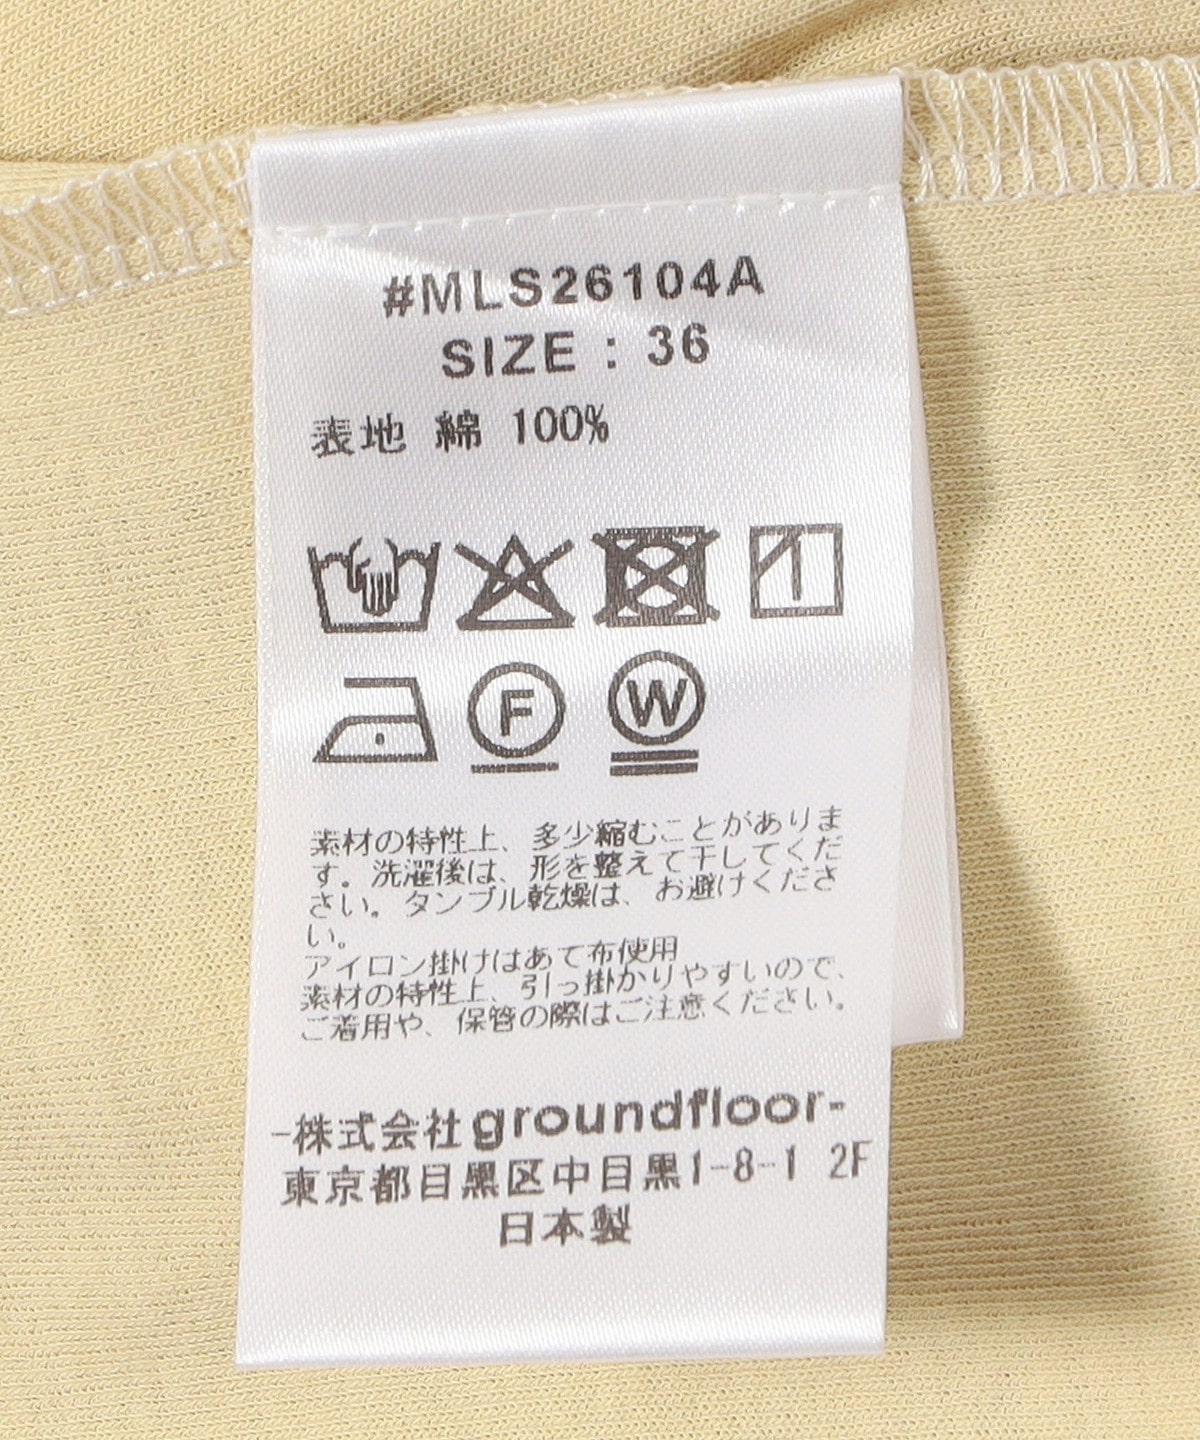 #MLS26104A
SIZE : 36
表地 綿 100%
F W
素材の特性上、多少縮むことがありま
す。洗濯後は、形を整えて干してくだ
さい。タンブル乾燥は、お避けくださ
い。
アイロン掛けはあて布使用
素材の特性上、引っ掛かりやすいので、
ご着用や、保管の際はご注意ください。
-株式会社groundfloor-
東京都目黒区中目黒1-8-1 2F
日本製